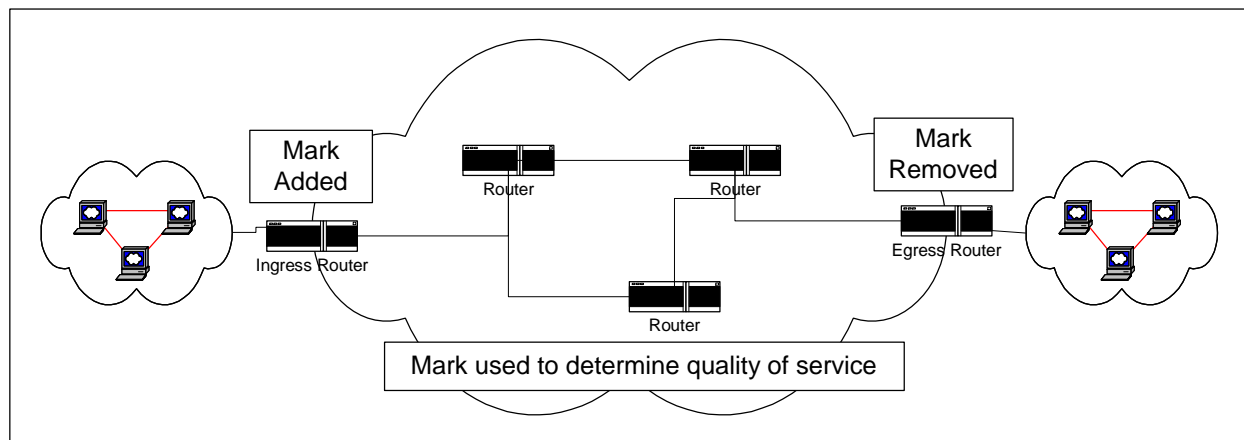 Mark
Added
Mark
Removed
Router
Router
Ingress Router
Egress Router
Router
Mark used to determine quality of service